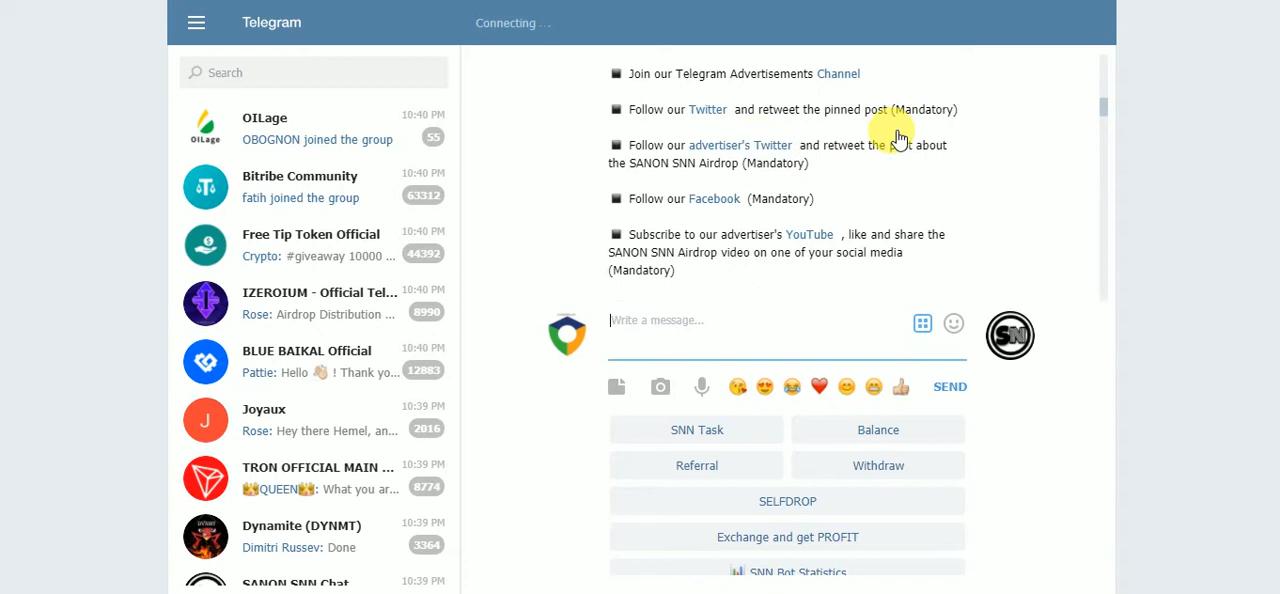 Telegram
Connecting ...
Search
OILage
10:40 PM
OBOGNON joined the group
55
Bitribe Community
10:40 PM
fatih joined the group
63312
Free Tip Token Official
10:40 PM
Crypto: #giveaway 10000 ...
44392
IZEROIUM - Official Tel...
10:40 PM
Rose: Airdrop Distribution ...
8990
BLUE BAIKAL Official
10:40 PM
Pattie: Hello 👋🏻 ! Thank yo...
12883
Joyaux
10:39 PM
Rose: Hey there Hemel, an...
2016
TRON OFFICIAL MAIN ...
10:39 PM
👑QUEEN👑: What you ar...
8774
Dynamite (DYNMT)
10:39 PM
Dimitri Russev: Done
3364
SANON SNN Chat
10:39 PM
Join our Telegram Advertisements Channel
Follow our Twitter and retweet the pinned post (Mandatory)
Follow our advertiser's Twitter and retweet the about
the SANON SNN Airdrop (Mandatory)
Follow our Facebook (Mandatory)
Subscribe to our advertiser's YouTube , like and share the
SANON SNN Airdrop video on one of your social media
(Mandatory)
Write a message...
SN
SEND
SNN Task
Balance
Referral
Withdraw
SELFDROP
Exchange and get PROFIT
SNN Bot Statistics